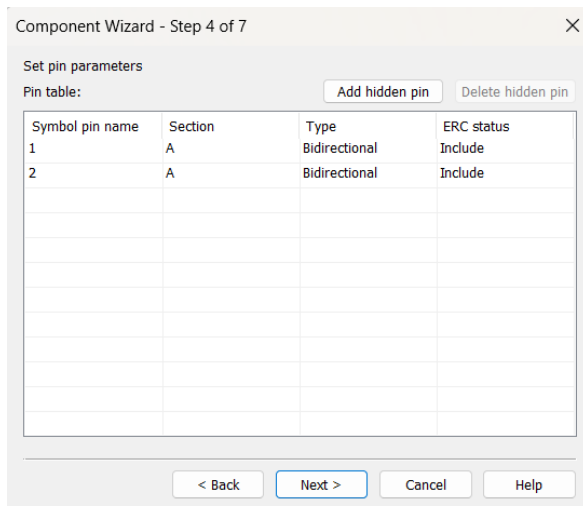 Component Wizard - Step 4 of 7
Set pin parameters
Pin table: Add hidden pin Delete hidden pin
Symbol pin name Section Type ERC status
1 A Bidirectional Include
2 A Bidirectional Include
< Back Next > Cancel Help